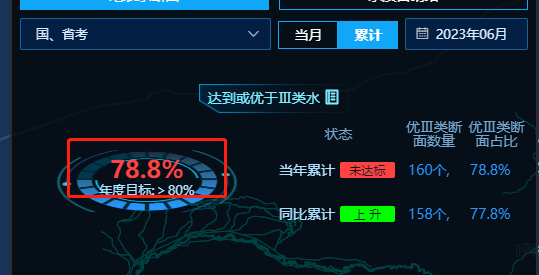 国、省考
当月
累计
2023年06月
达到或优于Ⅲ类水
78.8%
年度目标:＞80%
状态
优Ⅲ类断
面数量
优Ⅲ类断
面占比
当年累计 未达标 160个, 78.8%
同比累计 上 升 158个, 77.8%